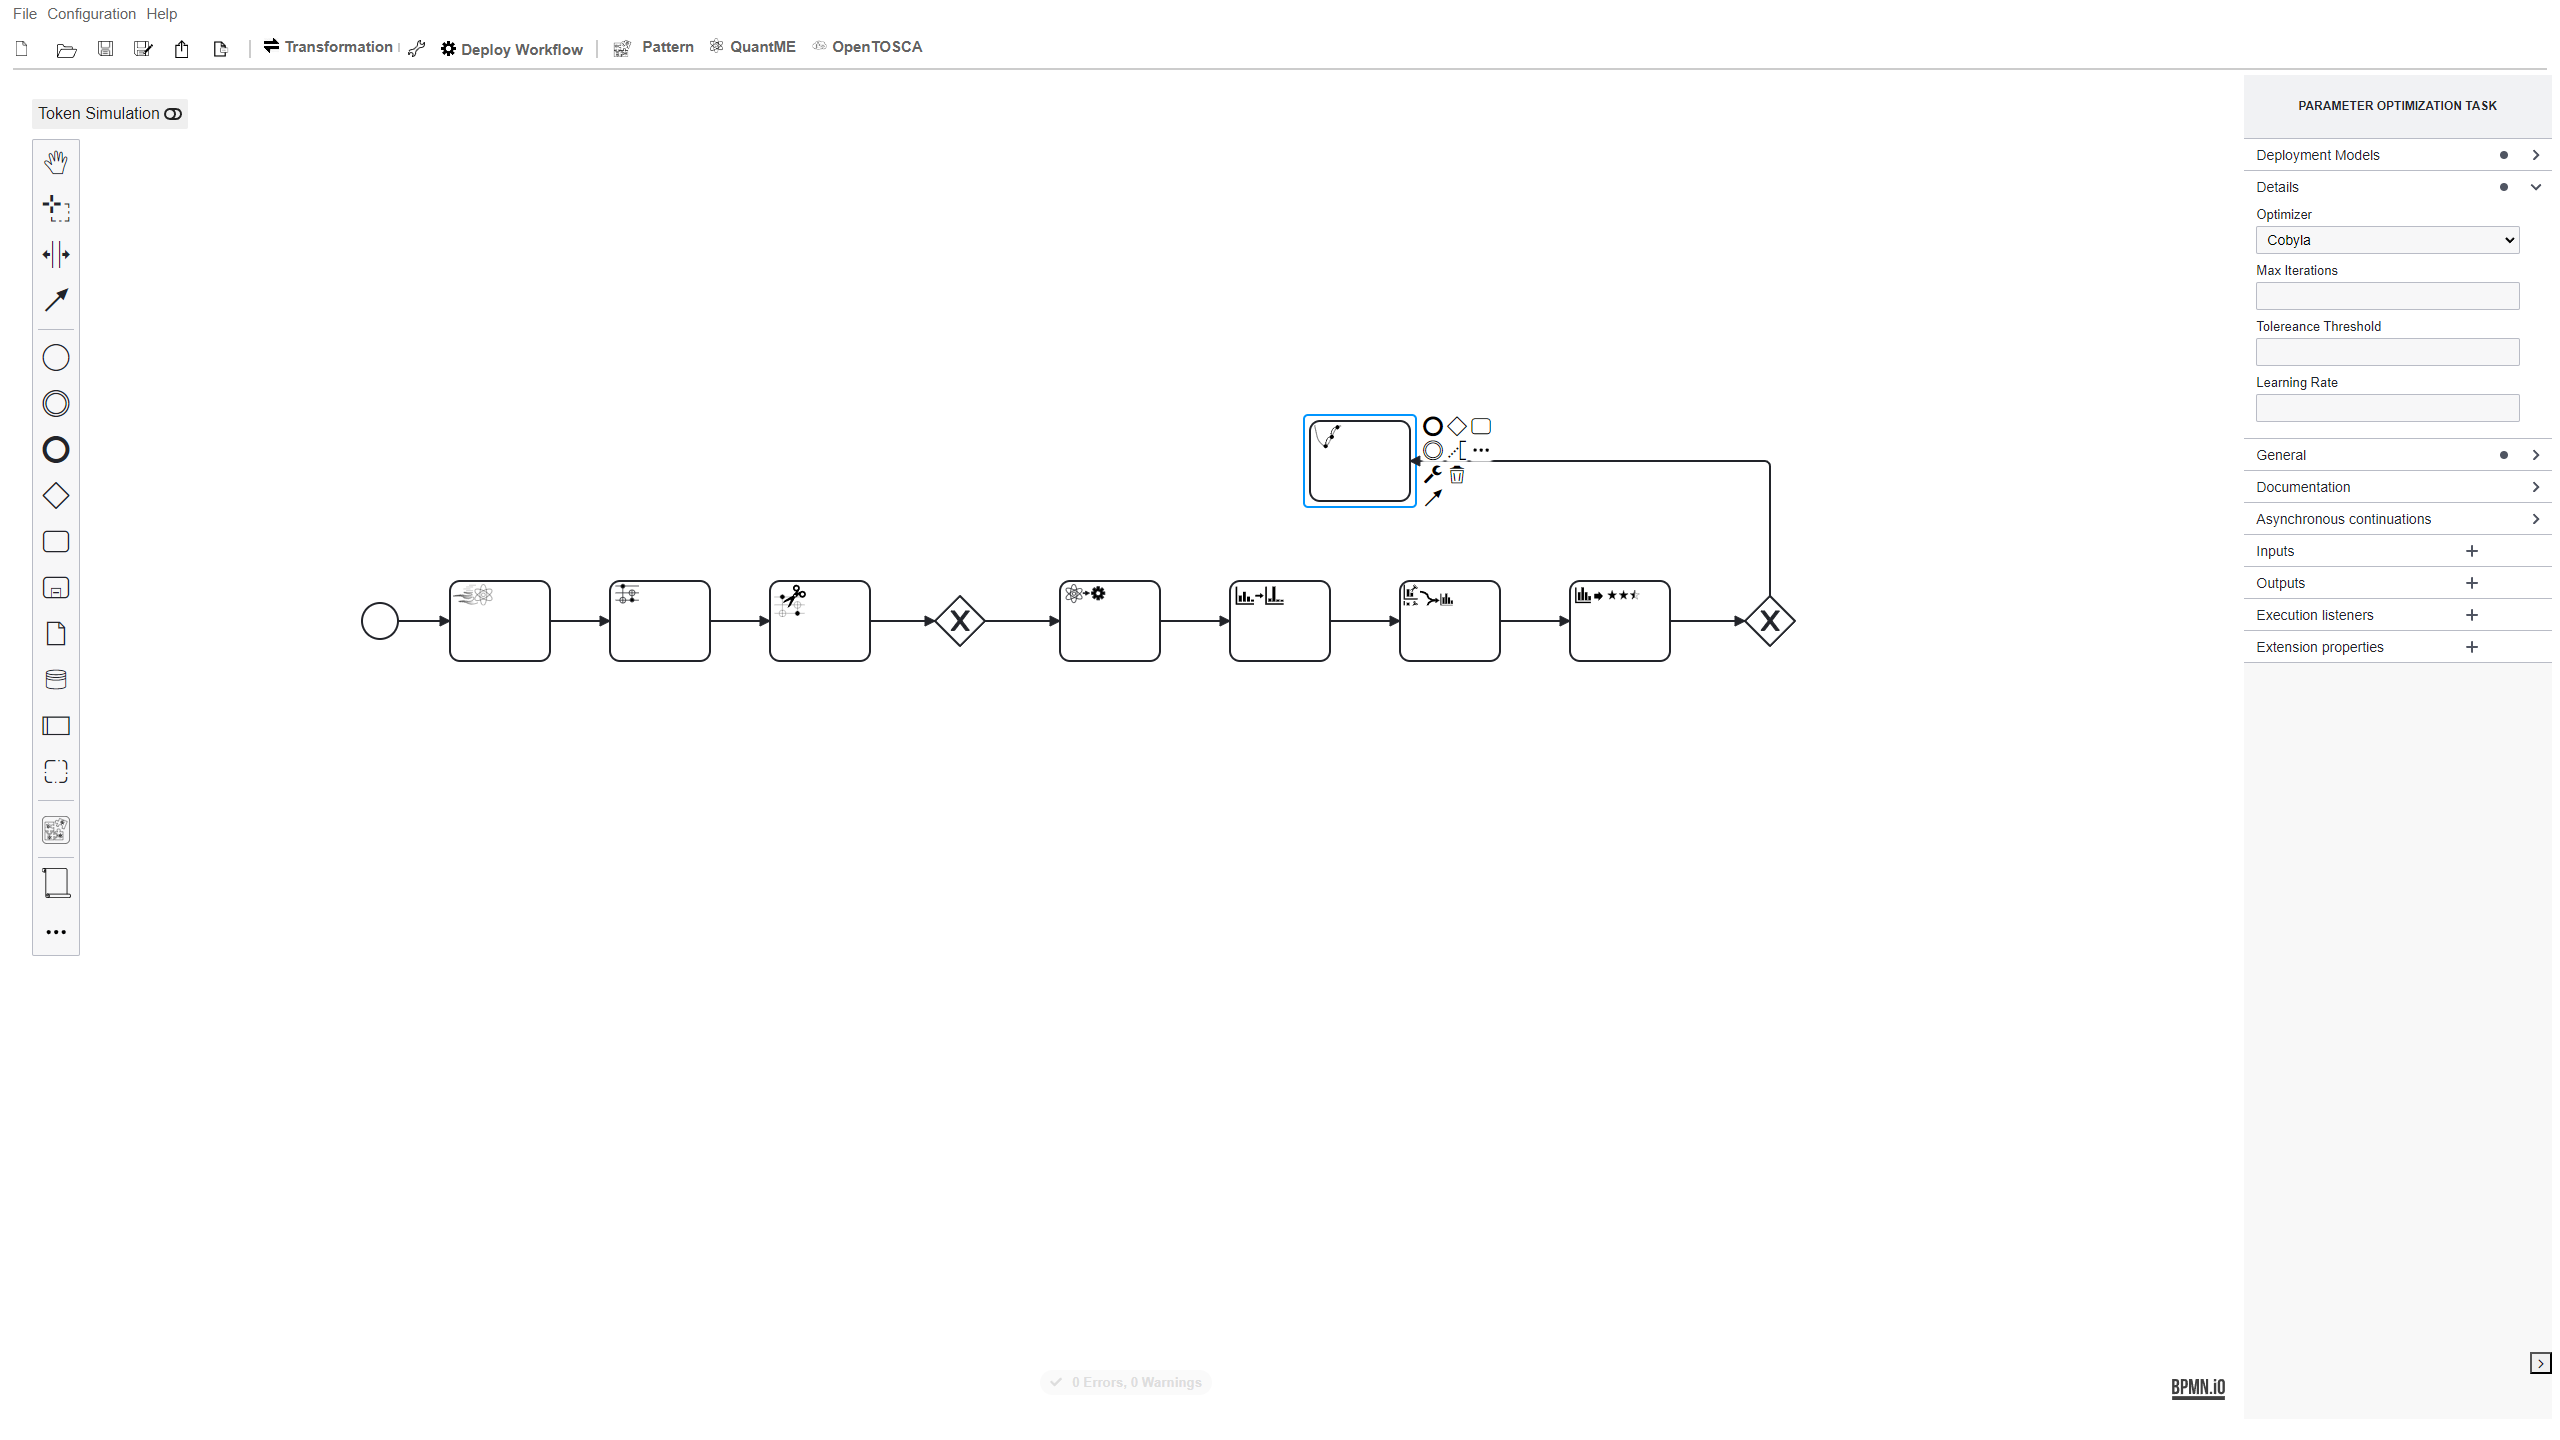 File Configuration Help
Transformation Deploy Workflow Pattern QuantME OpenTOSCA
Token Simulation
PARAMETER OPTIMIZATION TASK
Deployment Models
Details
Optimizer
Cobyla
Max Iterations
Tolereance Threshold
Learning Rate
General
Documentation
Asynchronous continuations
Inputs
Outputs
Execution listeners
Extension properties
0 Errors, 0 Warnings
BPMN.iO